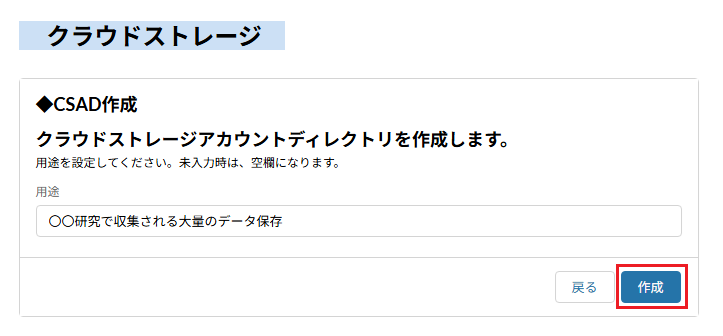 クラウドストレージ
◆CSAD作成
クラウドストレージアカウントディレクトリを作成します。
用途を設定してください。未入力時は、空欄になります。
用途
〇〇研究で収集される大量のデータ保存
戻る
作成